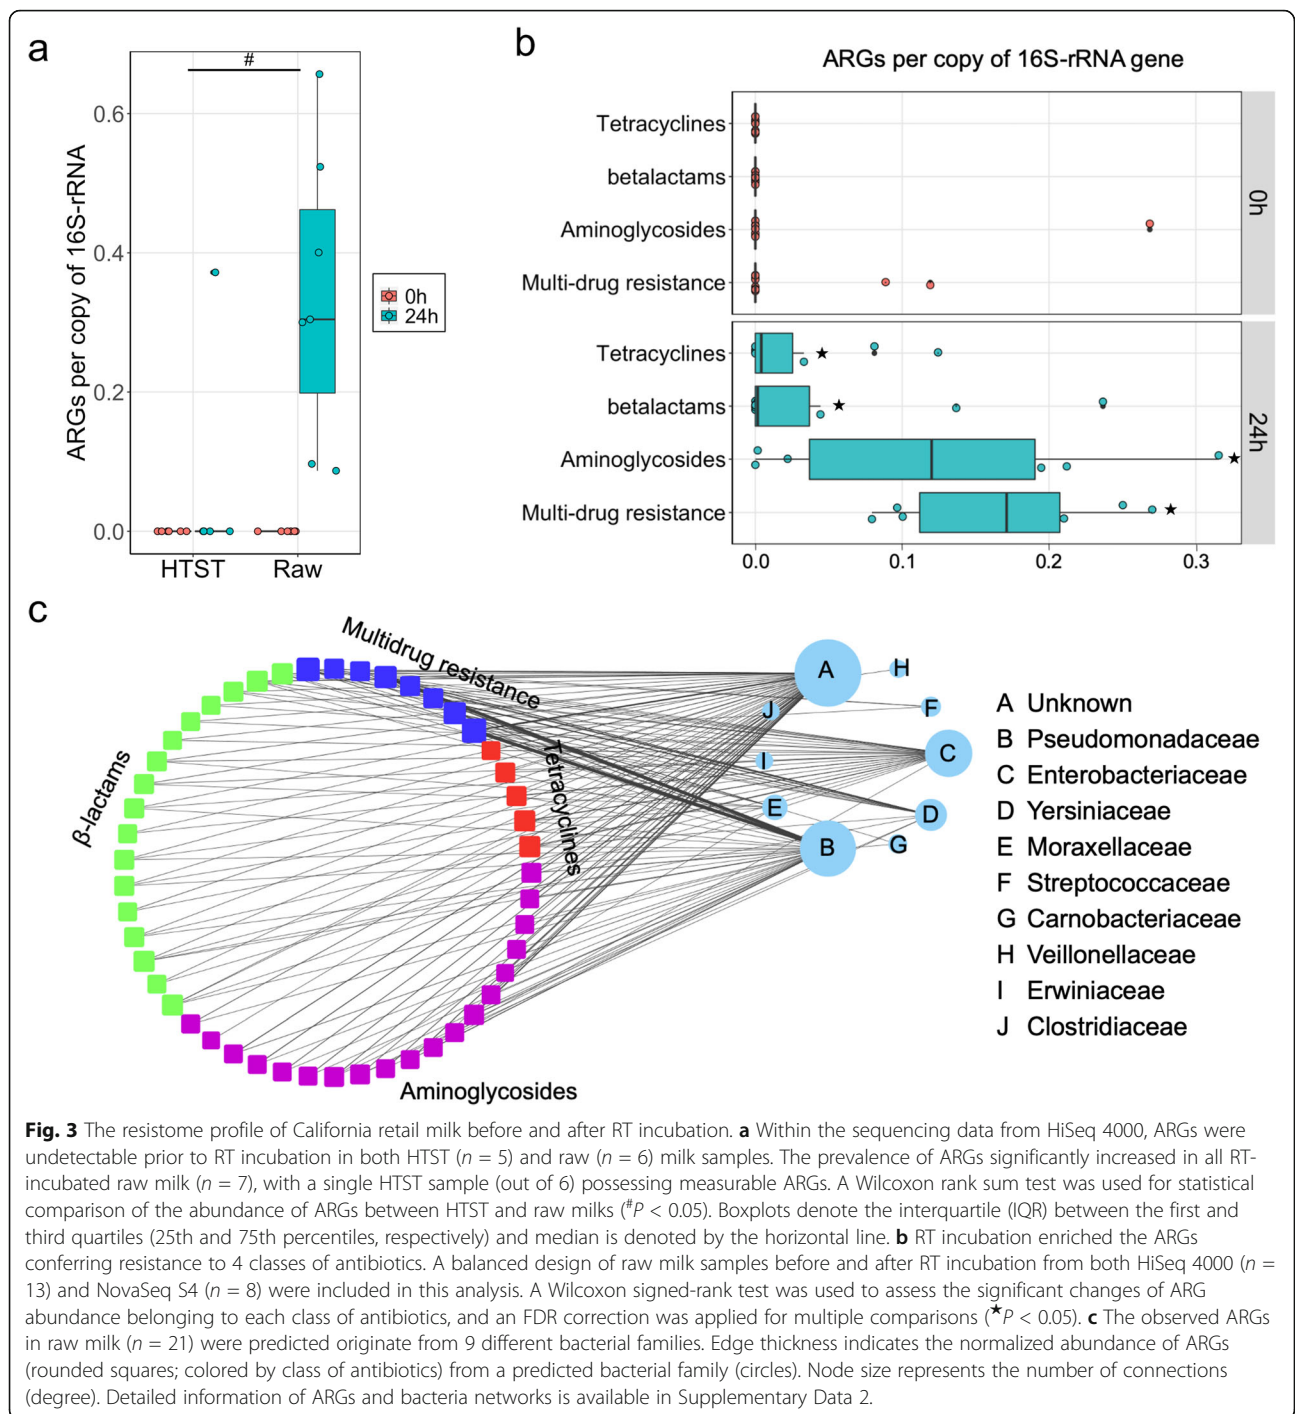 a
#
ARGs per copy of 16S-rRNA
0.6
0.4
0.2
0.0
HTST
Raw
0h
24h
b
ARGs per copy of 16S-rRNA gene
Tetracyclines
betalactams
Aminoglycosides
Multi-drug resistance
0h
Tetracyclines
betalactams
Aminoglycosides
Multi-drug resistance
24h
0.0
0.1
0.2
0.3
c
Multidrug resistance
Tetracyclines
β-lactams
Aminoglycosides
A
H
J
F
I
C
E
D
B
G
A Unknown
B Pseudomonadaceae
C Enterobacteriaceae
D Yersiniaceae
E Moraxellaceae
F Streptococcaceae
G Carnobacteriaceae
H Veillonellaceae
I Erwiniaceae
J Clostridiaceae
Fig. 3 The resistome profile of California retail milk before and after RT incubation. a Within the sequencing data from HiSeq 4000, ARGs were
undetectable prior to RT incubation in both HTST (n = 5) and raw (n = 6) milk samples. The prevalence of ARGs significantly increased in all RT-
incubated raw milk (n = 7), with a single HTST sample (out of 6) possessing measurable ARGs. A Wilcoxon rank sum test was used for statistical
comparison of the abundance of ARGs between HTST and raw milks (#P < 0.05). Boxplots denote the interquartile (IQR) between the first and
third quartiles (25th and 75th percentiles, respectively) and median is denoted by the horizontal line. b RT incubation enriched the ARGs
conferring resistance to 4 classes of antibiotics. A balanced design of raw milk samples before and after RT incubation from both HiSeq 4000 (n =
13) and NovaSeq S4 (n = 8) were included in this analysis. A Wilcoxon signed-rank test was used to assess the significant changes of ARG
abundance belonging to each class of antibiotics, and an FDR correction was applied for multiple comparisons (★P < 0.05). c The observed ARGs
in raw milk (n = 21) were predicted originate from 9 different bacterial families. Edge thickness indicates the normalized abundance of ARGs
(rounded squares; colored by class of antibiotics) from a predicted bacterial family (circles). Node size represents the number of connections
(degree). Detailed information of ARGs and bacteria networks is available in Supplementary Data 2.